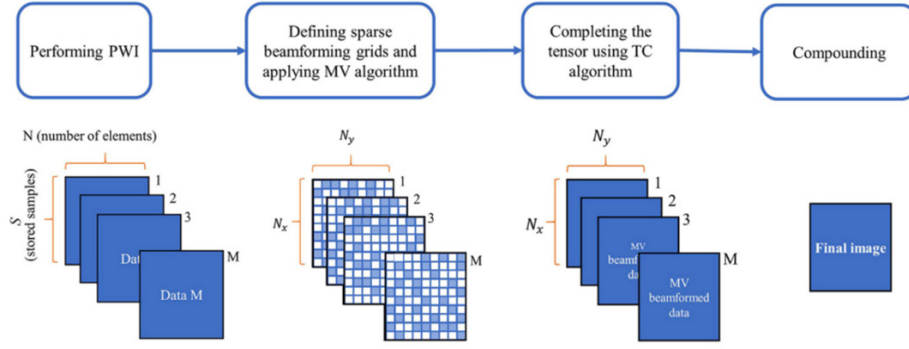 Performing PWI
Defining sparse
beamforming grids and
applying MV algorithm
Completing the
tensor using TC
algorithm
Compounding
N (number of elements)
S
(stored samples)
1
2
3
M
Dat
Data M
N_y
N_x
1
2
3
M
N_y
N_x
1
2
3
M
MV
beamformed
data
MV
beamformed
data
Final image